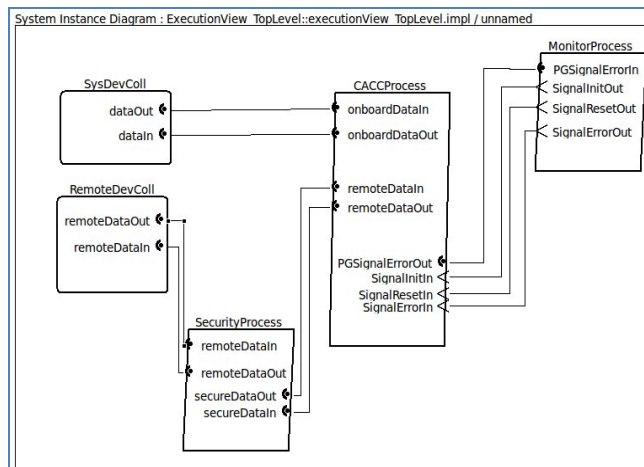 System Instance Diagram : ExecutionView_TopLevel::executionView_TopLevel.impl / unnamed
MonitorProcess
PGSignalErrorIn
SignalInitOut
SignalResetOut
SignalErrorOut
SysDevColl
dataOut
dataIn
CACCProcess
onboardDataIn
onboardDataOut
remoteDataIn
remoteDataOut
PGSignalErrorOut
SignalInitIn
SignalResetIn
SignalErrorIn
RemoteDevColl
remoteDataOut
remoteDataIn
SecurityProcess
remoteDataIn
remoteDataOut
secureDataOut
secureDataIn